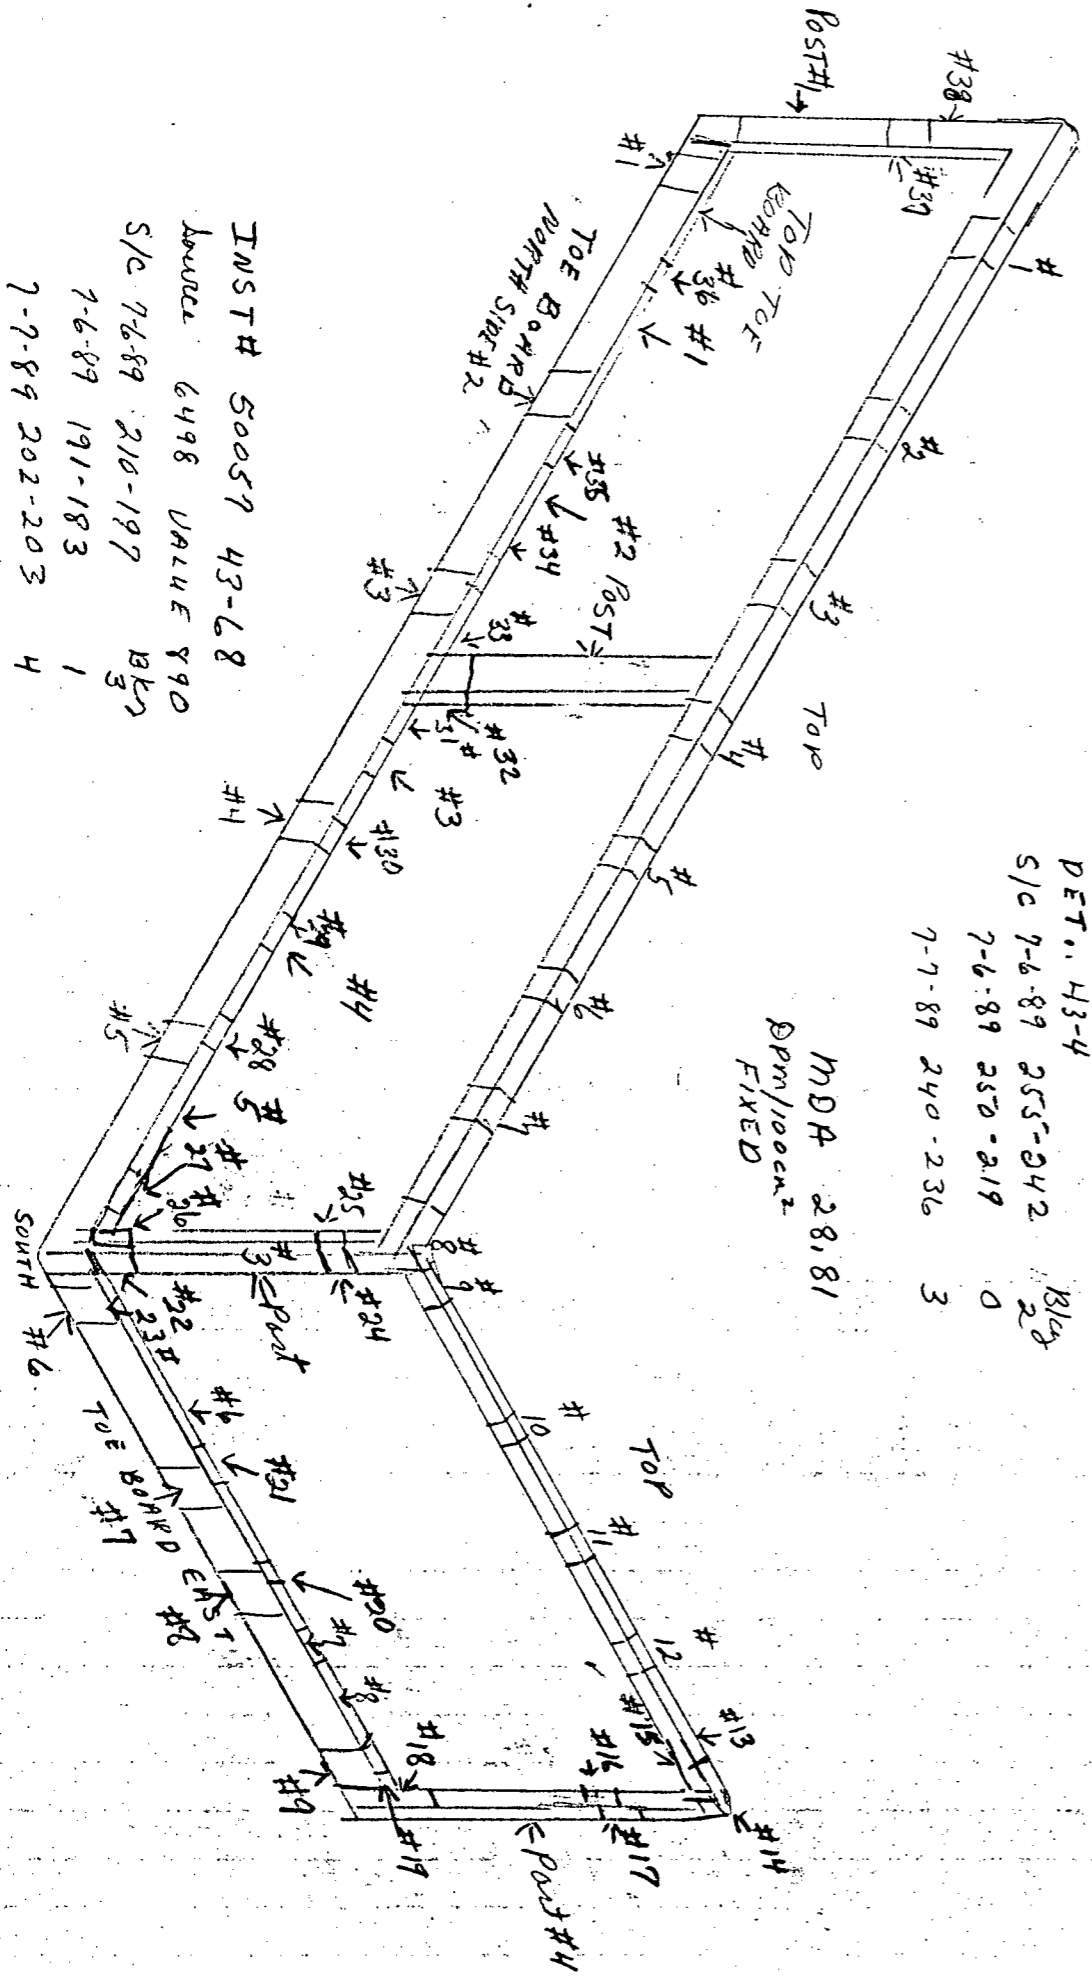 DET.: 43-4
S/C 7-6-89 255-242 Bkg 2
7-6-89 250-219 0
7-7-89 240-236 3
MDA 28.81
DPM/100cm²
FIXED
#1
#2
#3
TOP
#4
#5
#6
#7
#8
#9
#10
TOP
#11
#12
#13
#14
#15
#16
#17
#18
#19
Post #4
#38
#37
POST #1
TOP TOE
BOARD
#36
#1
#35
#2
#34
POST
#33
#32
#31
#3
#30
#29
#4
#28
#5
#27
#26
#25
#24
#3
Post
#22
23#
#6
#21
#20
#7
#8
#1
TOE BOARD
NORTH SIDE #2
#3
#4
#5
SOUTH
#6
TOE BOARD EAST
#7
#8
#9
INST# 50057 43-68
Source 6498 VALUE 890
S/C 7-6-89 210-197 Bkg 3
7-6-89 191-183 1
7-7-89 202-203 4